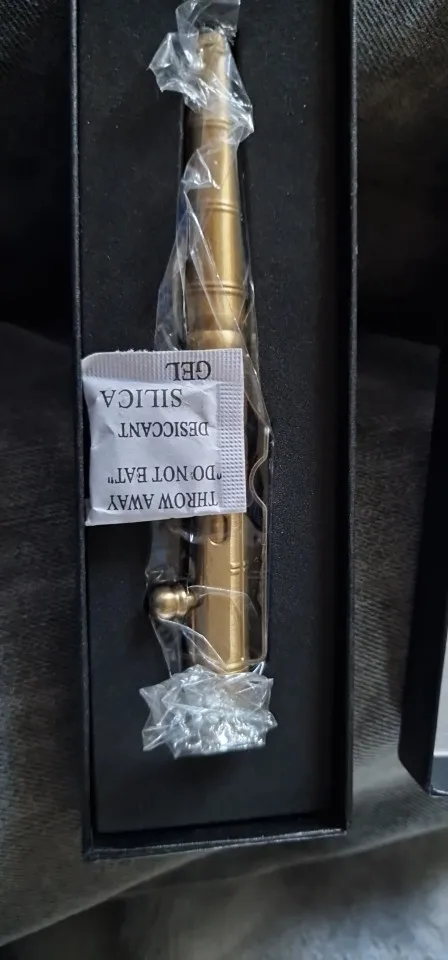 THROW AWAY
"DO NOT EAT"
DESICCANT
SILICA
GEL